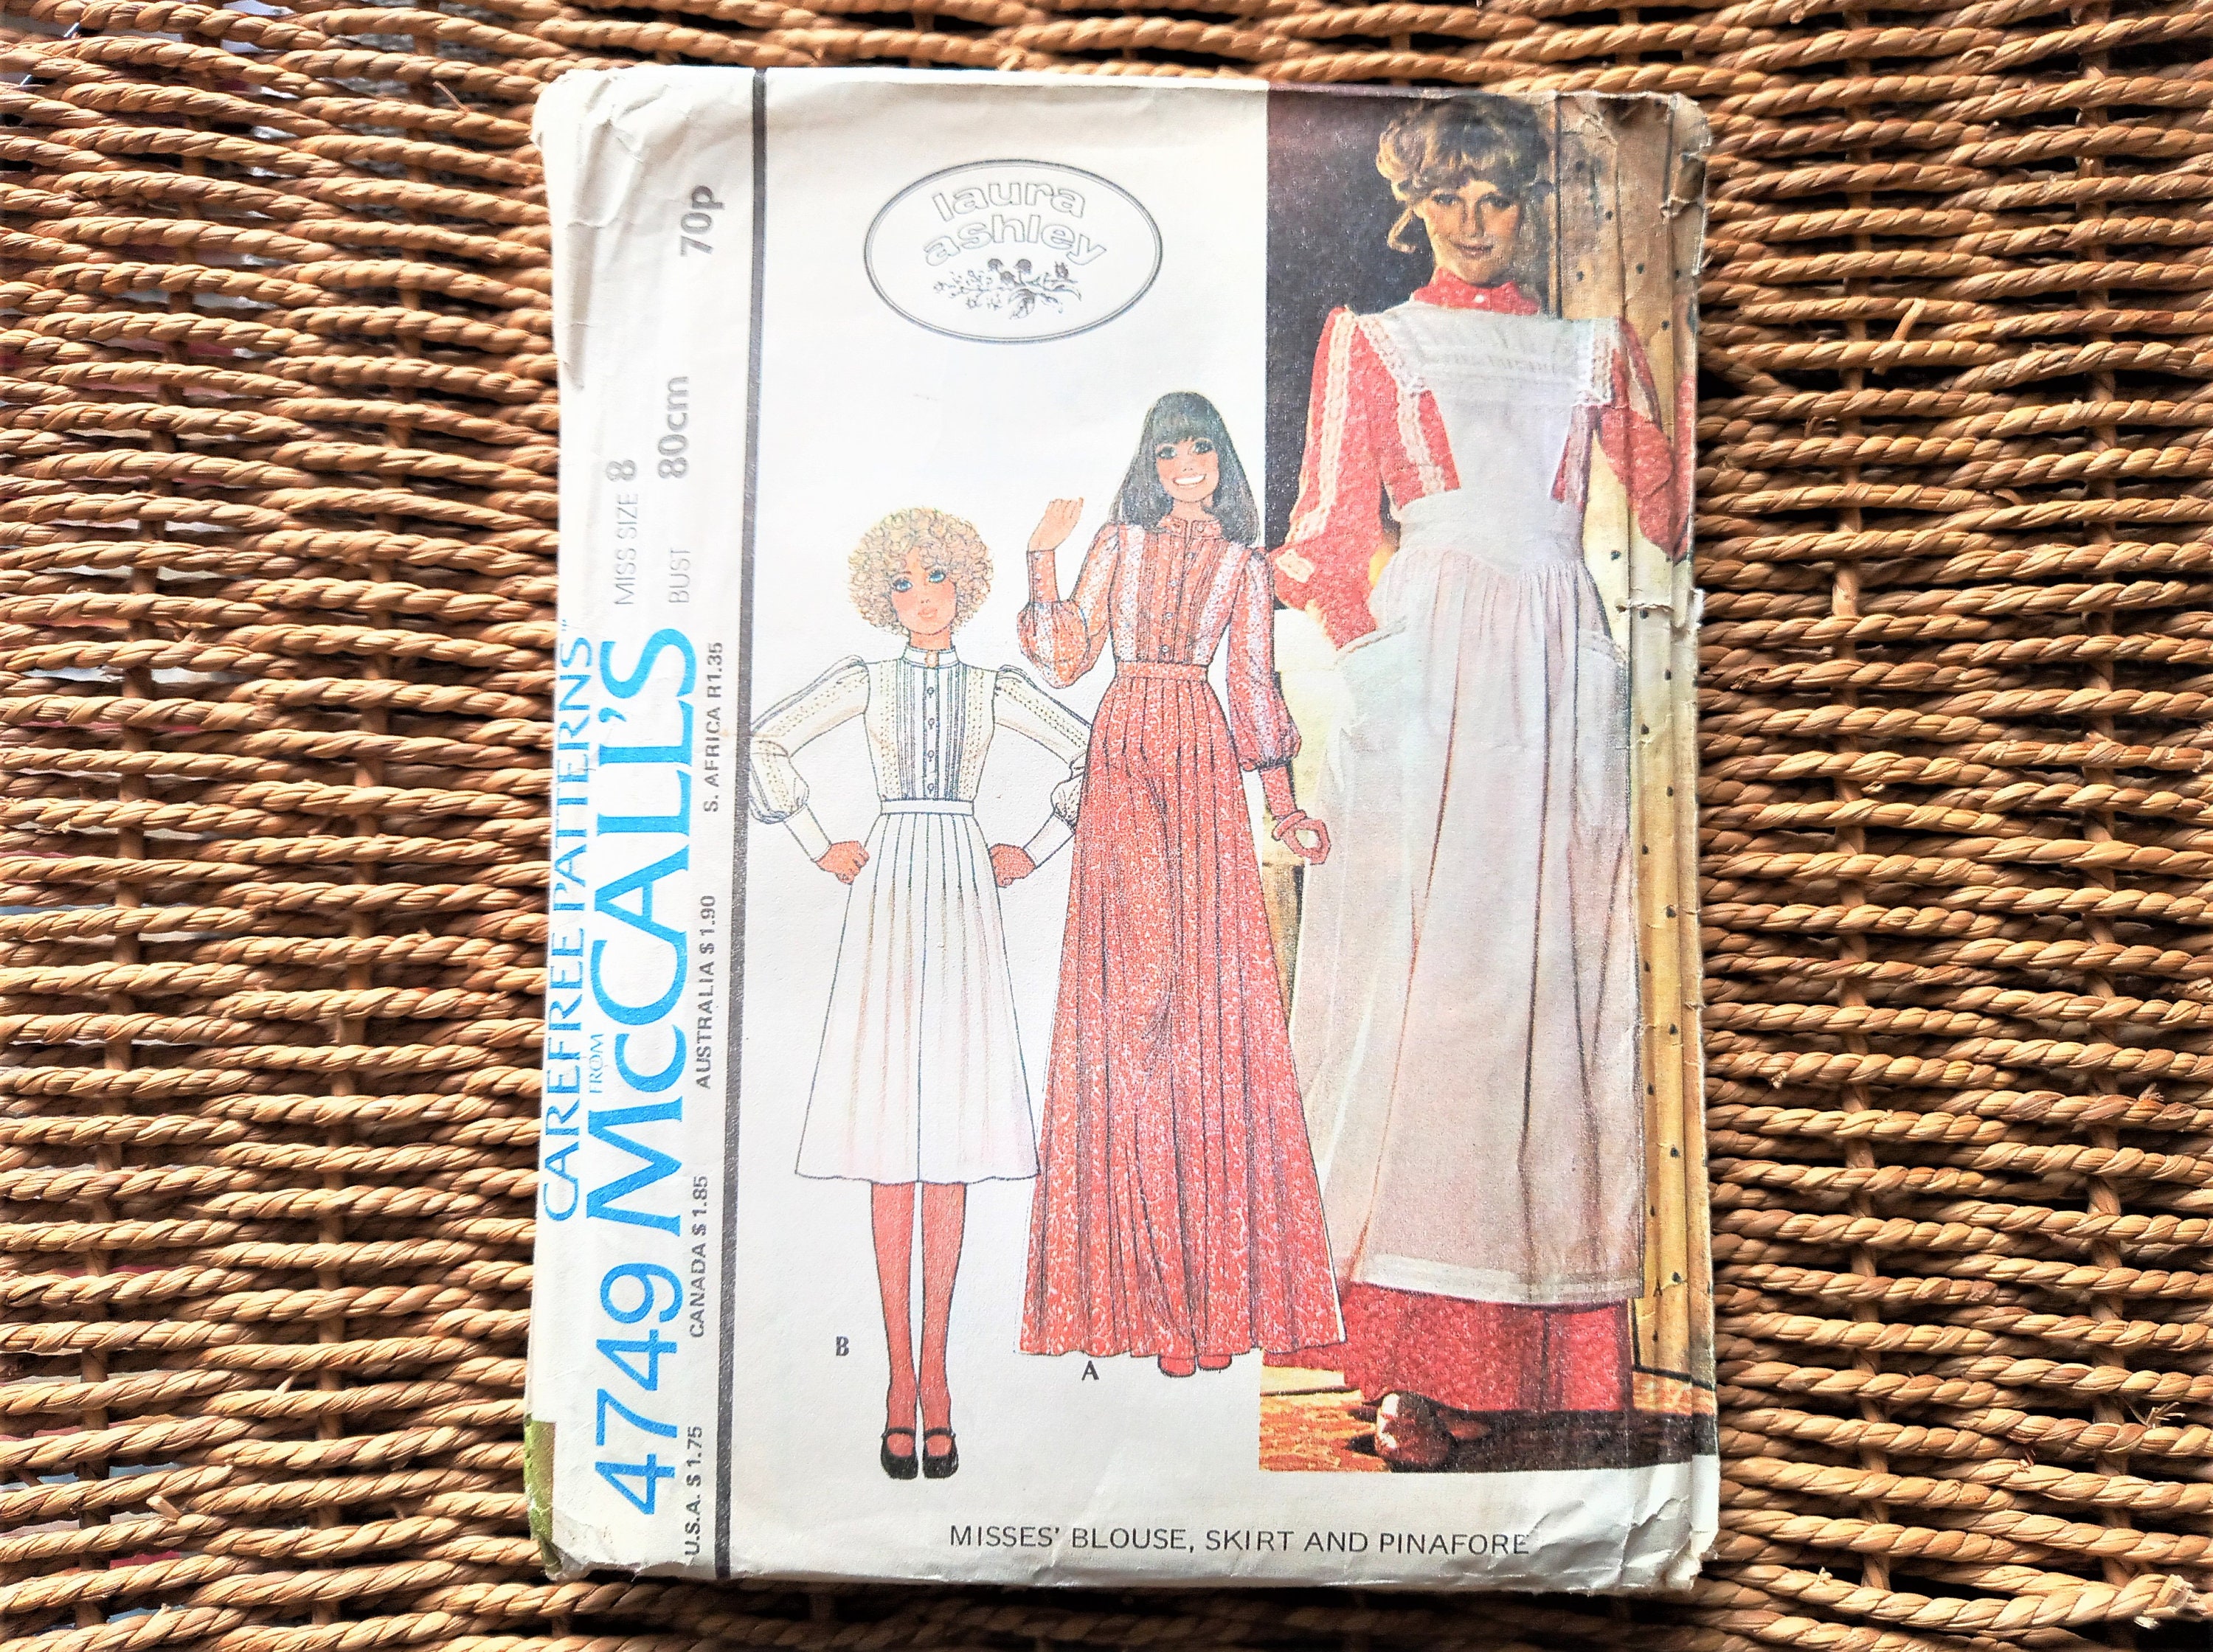 CAREFREE PATTERNS
FROM
4749 McCALL'S
MISS SIZE 8
BUST 80cm
70p
U.S.A. $1.75 CANADA $1.85 AUSTRALIA $1.90 S. AFRICA R1.35
laura
ashley
B
A
MISSES' BLOUSE, SKIRT AND PINAFORE